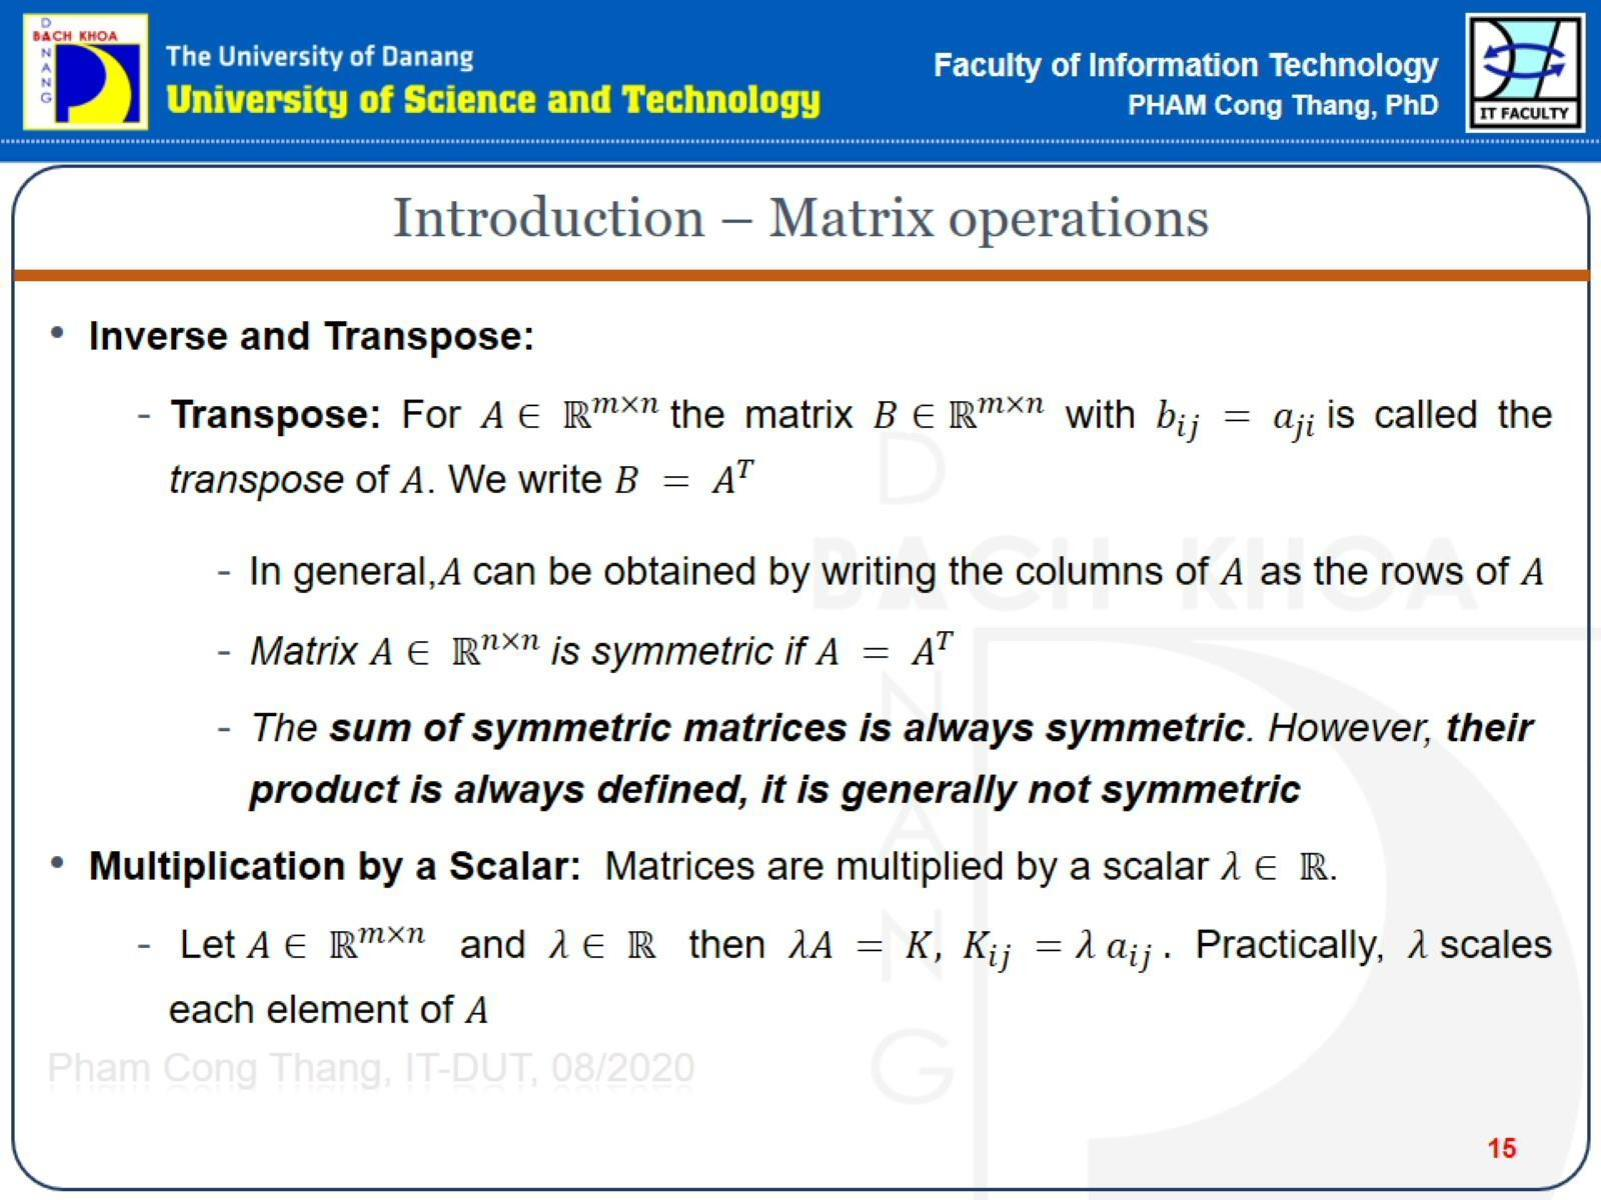 D
BACH KHOA
N
A
N
G
The University of Danang
University of Science and Technology
Faculty of Information Technology
PHAM Cong Thang, PhD
IT FACULTY
Introduction – Matrix operations
• Inverse and Transpose:
- Transpose: For A ∈ ℝ^{m×n} the matrix B ∈ ℝ^{m×n} with b_{ij} = a_{ji} is called the
transpose of A. We write B = A^T
- In general,A can be obtained by writing the columns of A as the rows of A
- Matrix A ∈ ℝ^{n×n} is symmetric if A = A^T
- The sum of symmetric matrices is always symmetric. However, their
product is always defined, it is generally not symmetric
• Multiplication by a Scalar: Matrices are multiplied by a scalar λ ∈ ℝ.
- Let A ∈ ℝ^{m×n} and λ ∈ ℝ then λA = K, K_{ij} = λ a_{ij} . Practically, λ scales
each element of A
D
BACH KHOA
N
A
N
G
Pham Cong Thang, IT-DUT, 08/2020
15